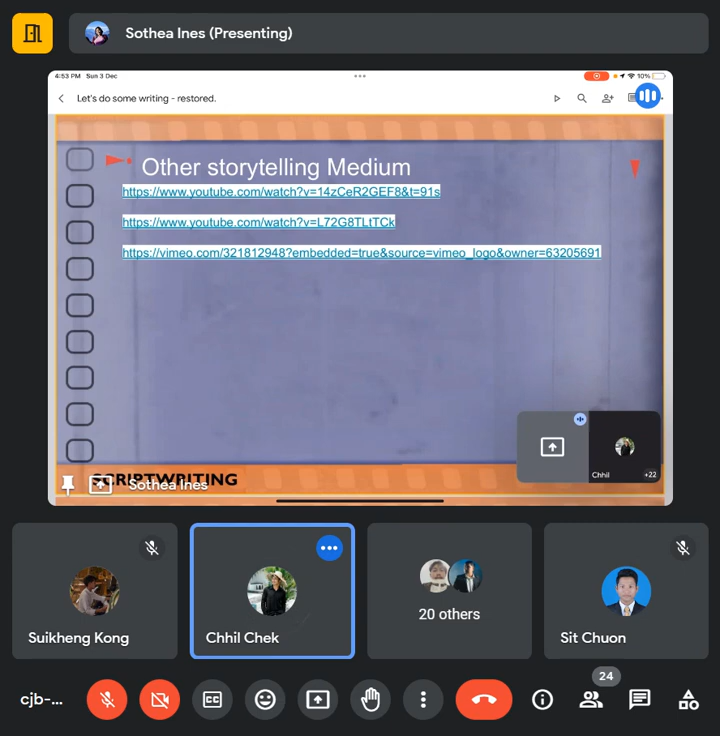 Sothea Ines (Presenting)
4:53 PM Sun 3 Dec
10%
Let's do some writing - restored.
Other storytelling Medium
https://www.youtube.com/watch?v=14zCeR2GEF8&t=91s
https://www.youtube.com/watch?v=L72G8TLtTCk
https://vimeo.com/321812948?embedded=true&source=vimeo_logo&owner=63205691
Chhil
+22
SCRIPTWRITING
Sothea Ines
Suikheng Kong
Chhil Chek
20 others
Sit Chuon
cjb-...
CC
24